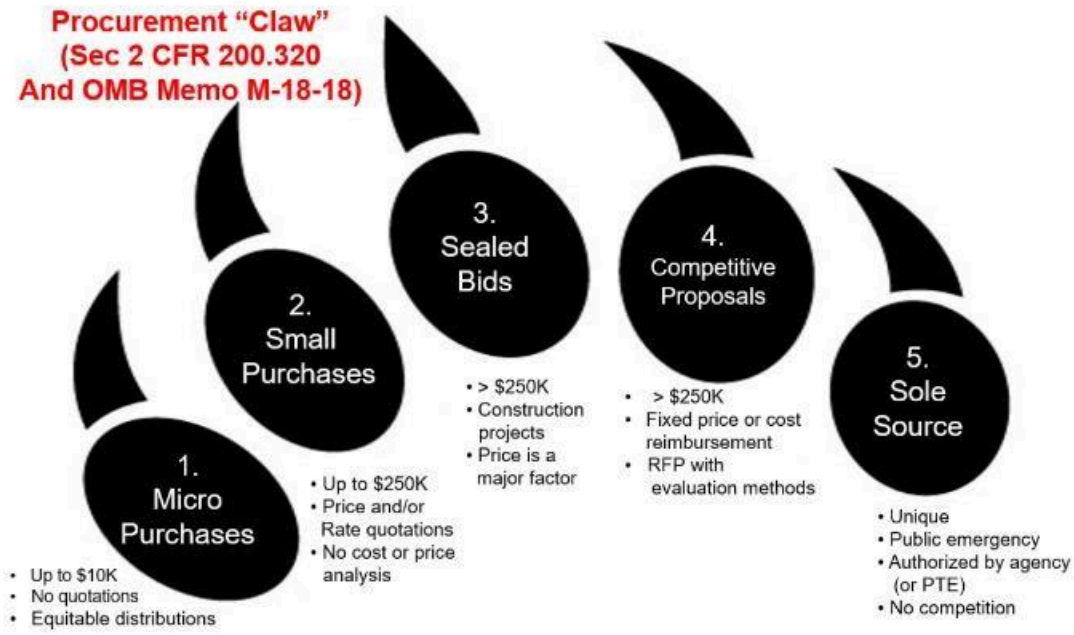 Procurement “Claw”
(Sec 2 CFR 200.320
And OMB Memo M-18-18)
1.
Micro
Purchases
• Up to $10K
• No quotations
• Equitable distributions
2.
Small
Purchases
• Up to $250K
• Price and/or
Rate quotations
• No cost or price
analysis
3.
Sealed
Bids
• > $250K
• Construction
projects
• Price is a
major factor
4.
Competitive
Proposals
• > $250K
• Fixed price or cost
reimbursement
• RFP with
evaluation methods
5.
Sole
Source
• Unique
• Public emergency
• Authorized by agency
(or PTE)
• No competition